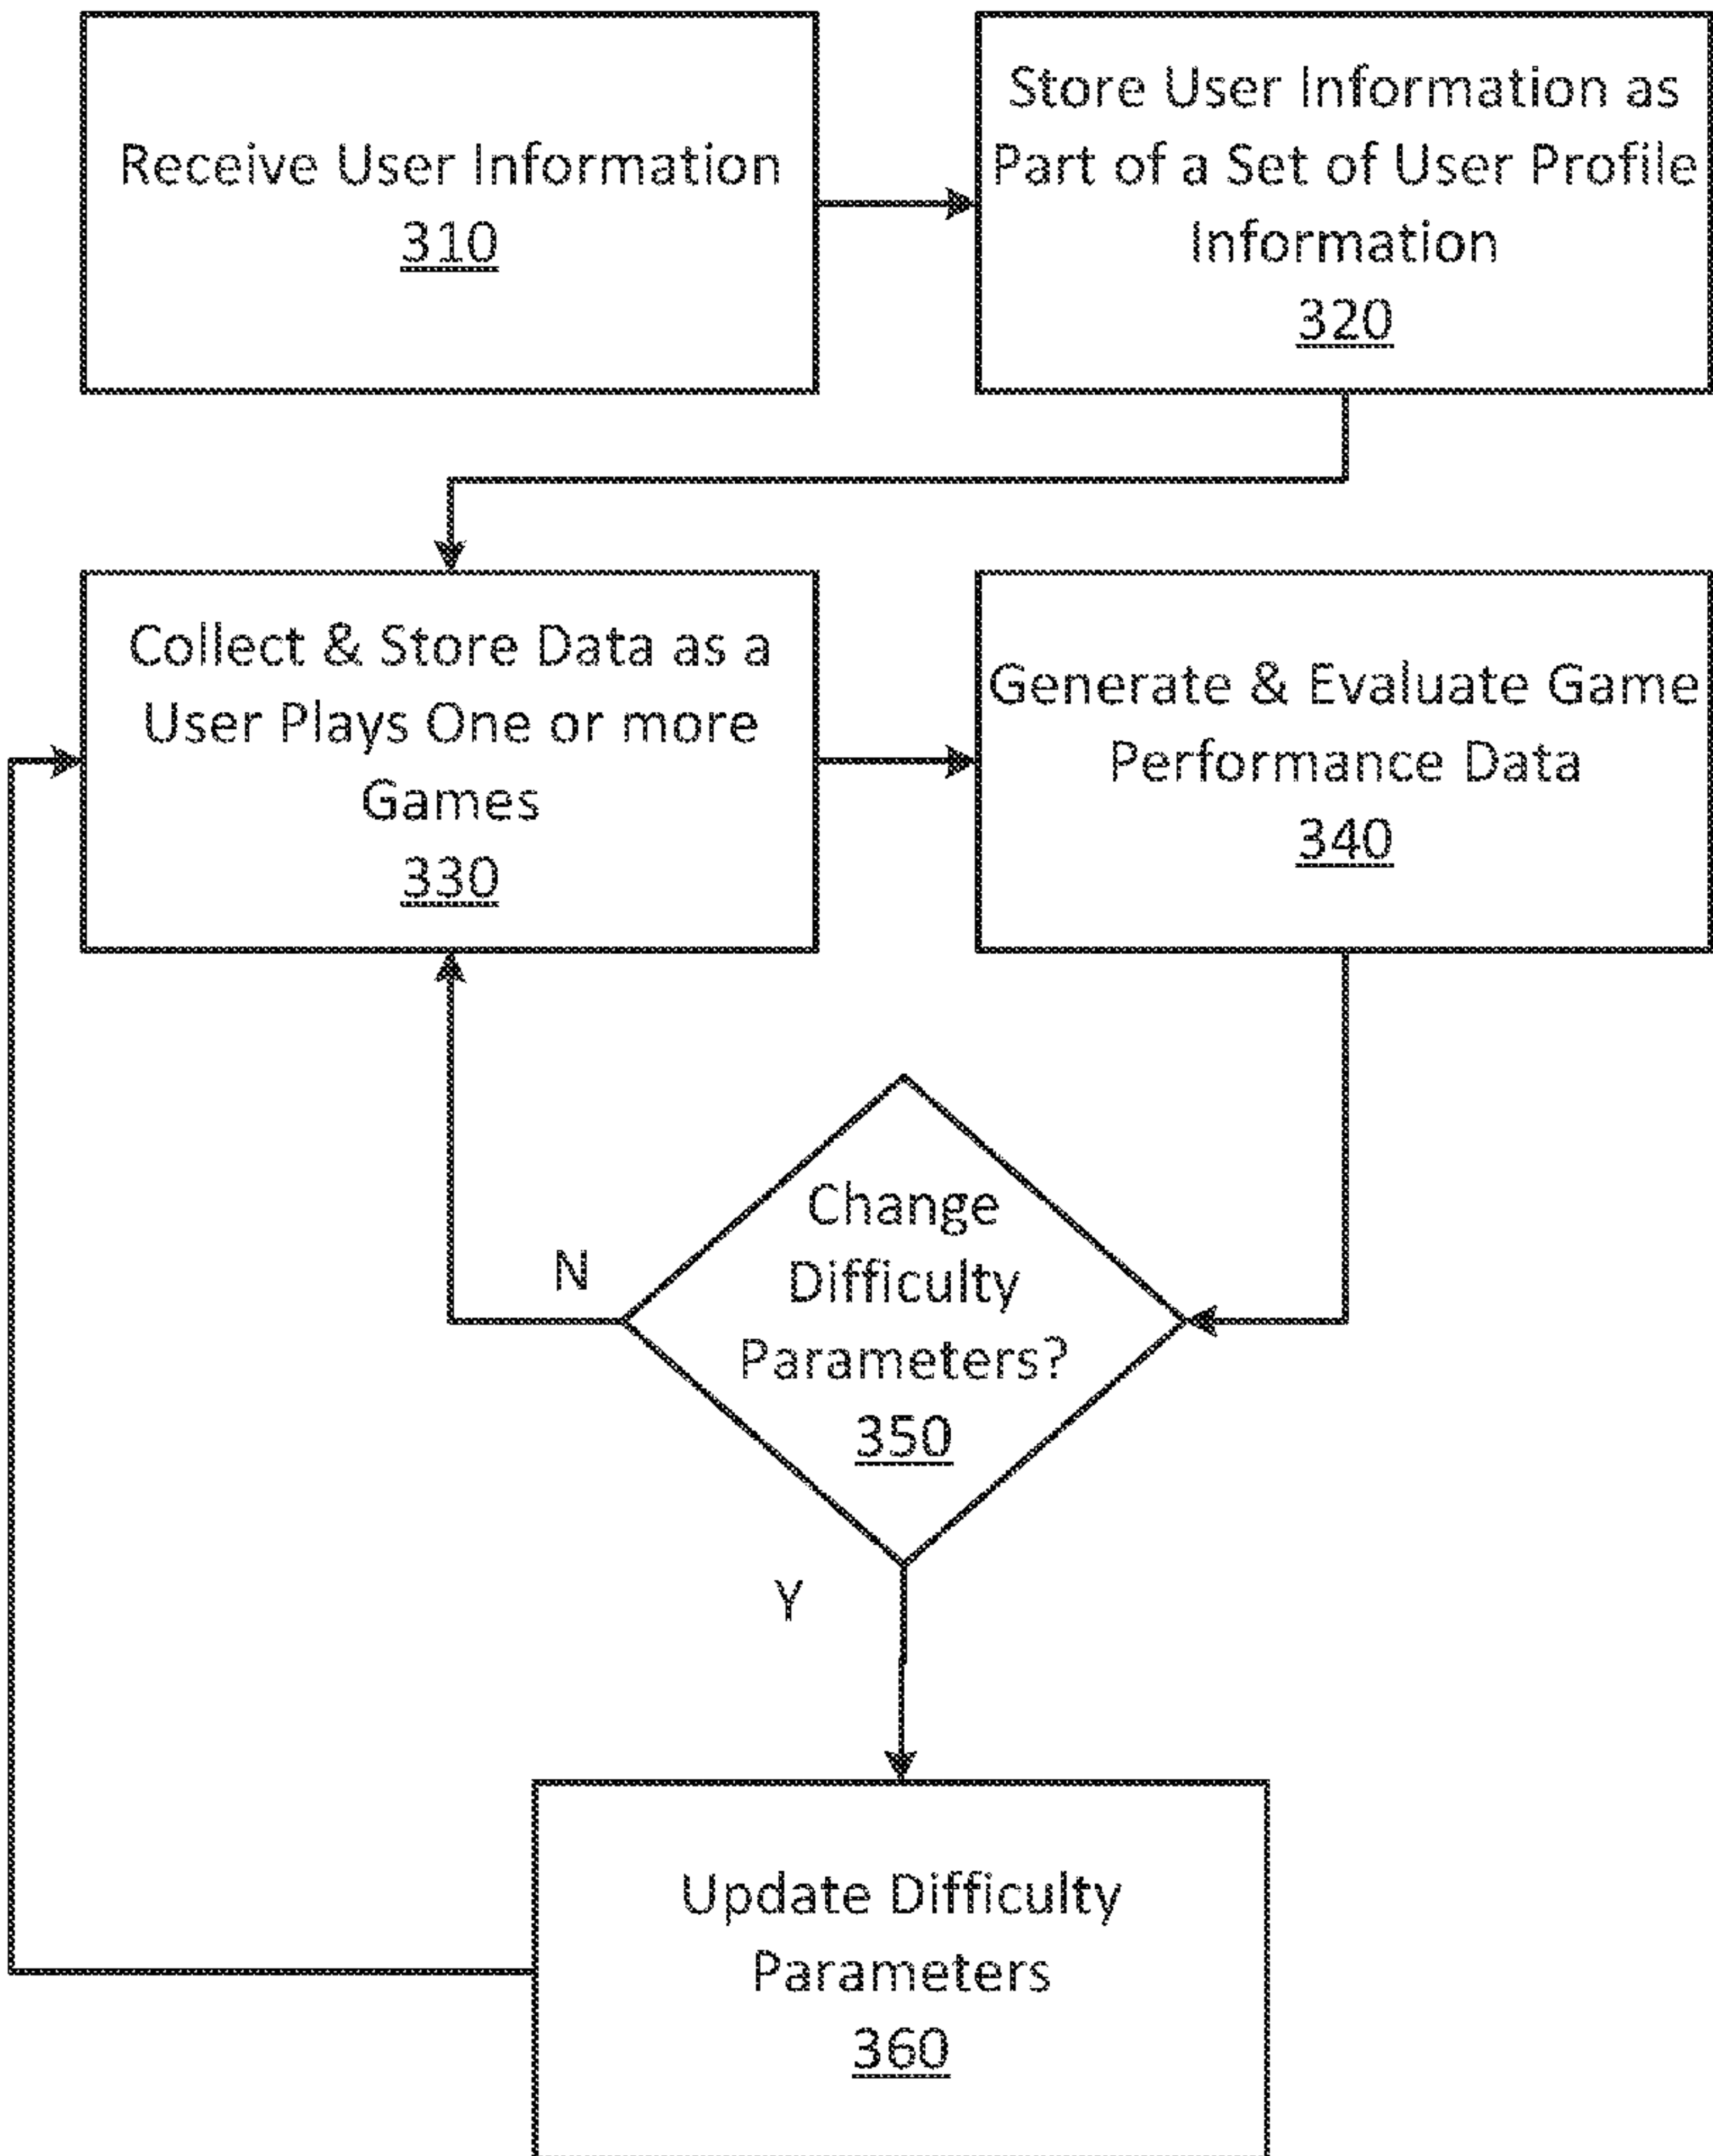 Receive User Information
310
Store User Information as
Part of a Set of User Profile
Information
320
Collect & Store Data as a
User Plays One or more
Games
330
Generate & Evaluate Game
Performance Data
340
Change
Difficulty
Parameters?
350
N
Y
Update Difficulty
Parameters
360